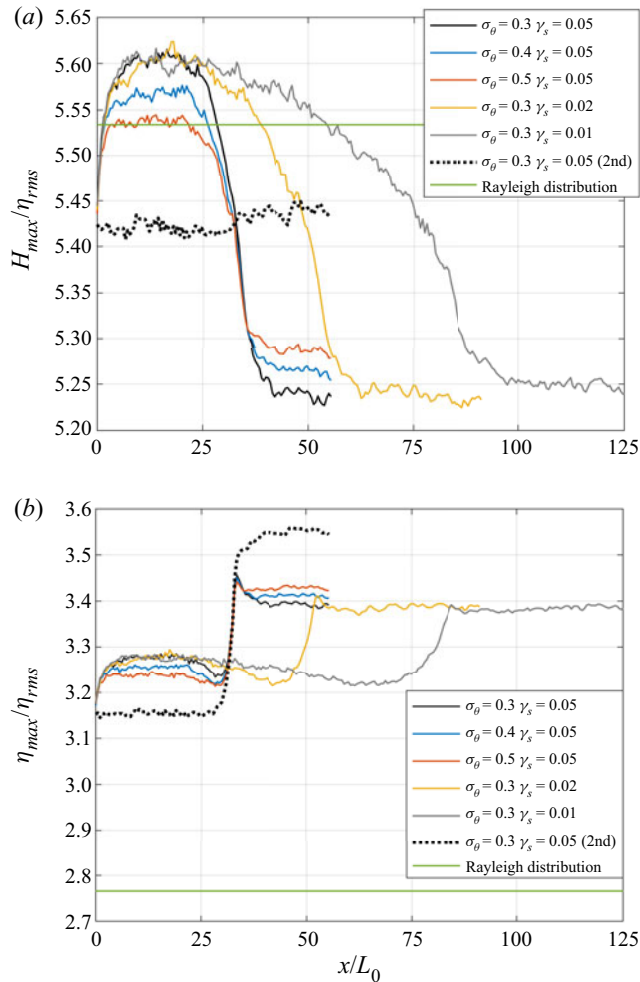 (a)
5.65
5.60
5.60
5.53
5.50
5.42
5.40
5.31
5.30
5.20
0
25
50
75
100
125
H_max/η_rms
σ_θ = 0.3 γ_s = 0.05
σ_θ = 0.4 γ_s = 0.05
σ_θ = 0.5 γ_s = 0.05
σ_θ = 0.3 γ_s = 0.02
σ_θ = 0.3 γ_s = 0.01
σ_θ = 0.3 γ_s = 0.05 (2nd)
Rayleigh distribution
(b)
3.6
3.5
3.4
3.3
3.2
3.1
3.0
2.9
2.8
2.7
0
25
50
75
100
125
η_max/η_rms
σ_θ = 0.3 γ_s = 0.05
σ_θ = 0.4 γ_s = 0.05
σ_θ = 0.5 γ_s = 0.05
σ_θ = 0.3 γ_s = 0.02
σ_θ = 0.3 γ_s = 0.01
σ_θ = 0.3 γ_s = 0.05 (2nd)
Rayleigh distribution
x/L_0